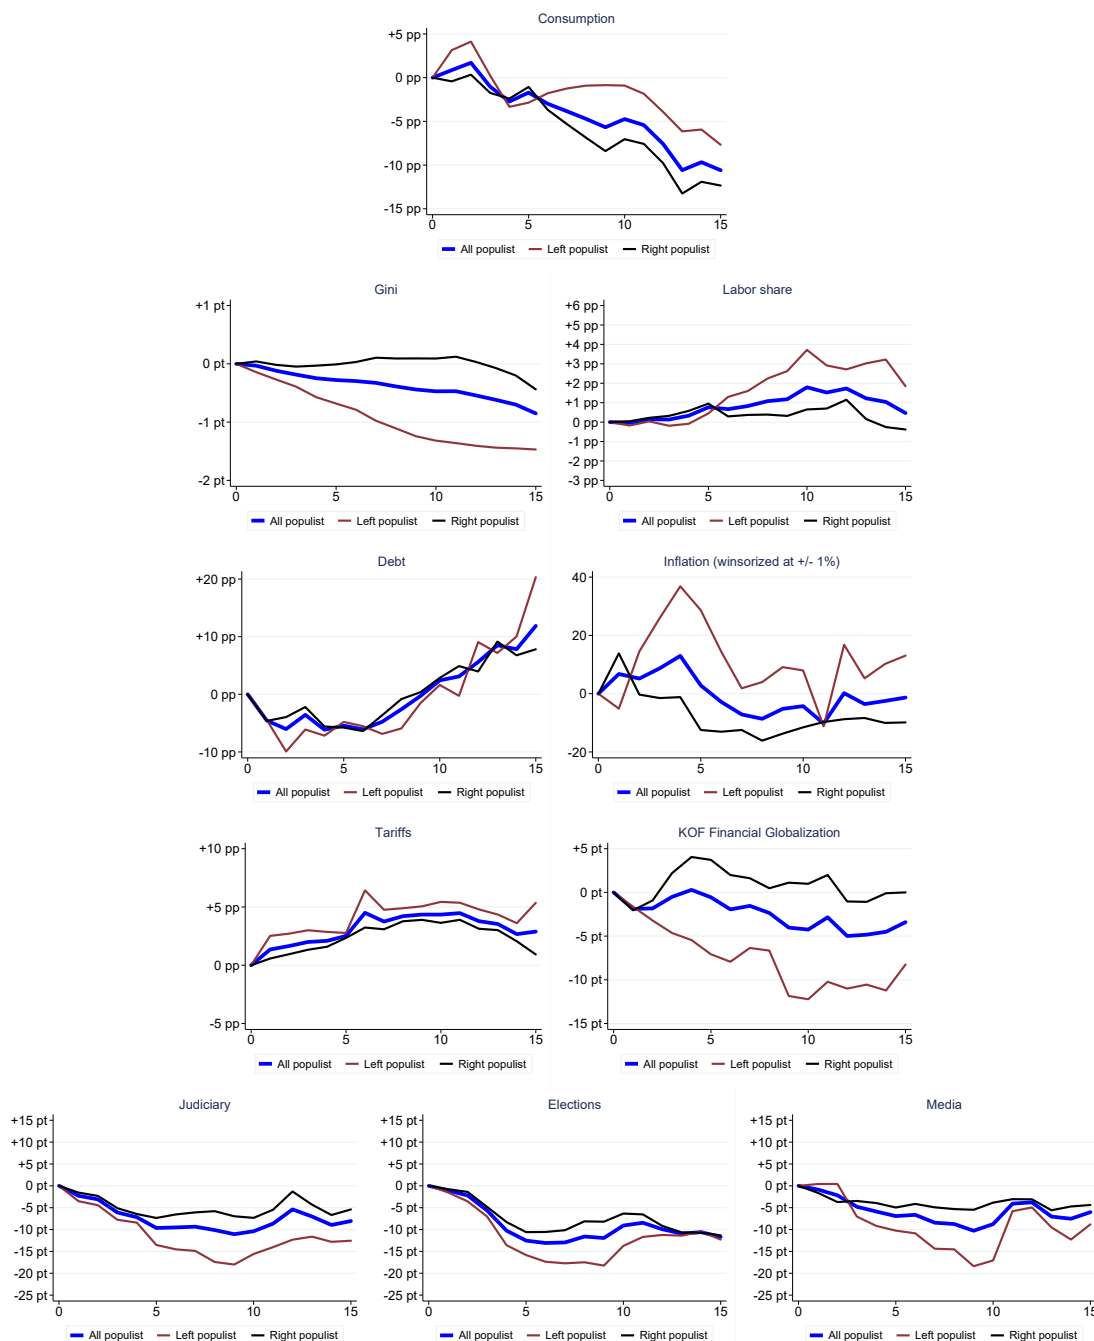 Consumption
+5 pp
0 pp
-5 pp
-10 pp
-15 pp
0 5 10 15
All populist Left populist Right populist
Gini
+1 pt
0 pt
-1 pt
-2 pt
0 5 10 15
All populist Left populist Right populist
Labor share
+6 pp
+5 pp
+4 pp
+3 pp
+2 pp
+1 pp
0 pp
-1 pp
-2 pp
-3 pp
0 5 10 15
All populist Left populist Right populist
Debt
+20 pp
+10 pp
0 pp
-10 pp
0 5 10 15
All populist Left populist Right populist
Inflation (winsorized at +/- 1%)
40
20
0
-20
0 5 10 15
All populist Left populist Right populist
Tariffs
+10 pp
+5 pp
0 pp
-5 pp
0 5 10 15
All populist Left populist Right populist
KOF Financial Globalization
+5 pt
0 pt
-5 pt
-10 pt
-15 pt
0 5 10 15
All populist Left populist Right populist
Judiciary
+15 pt
+10 pt
+5 pt
0 pt
-5 pt
-10 pt
-15 pt
-20 pt
-25 pt
0 5 10 15
All populist Left populist Right populist
Elections
+15 pt
+10 pt
+5 pt
0 pt
-5 pt
-10 pt
-15 pt
-20 pt
-25 pt
0 5 10 15
All populist Left populist Right populist
Media
+15 pt
+10 pt
+5 pt
0 pt
-5 pt
-10 pt
-15 pt
-20 pt
-25 pt
0 5 10 15
All populist Left populist Right populist